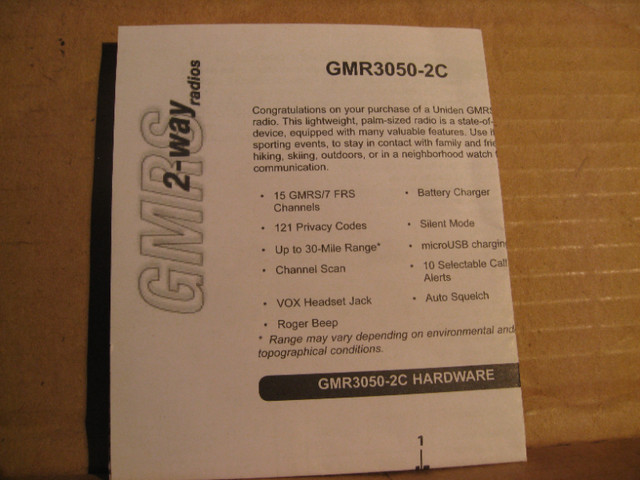 GMRS
2-way
radios
GMR3050-2C
Congratulations on your purchase of a Uniden GMR
radio. This lightweight, palm-sized radio is a state-of-
device, equipped with many valuable features. Use it
sporting events, to stay in contact with family and frie
hiking, skiing, outdoors, or in a neighborhood watch
communication.
• 15 GMRS/7 FRS
Channels
• 121 Privacy Codes
• Up to 30-Mile Range*
• Channel Scan
• VOX Headset Jack
• Roger Beep
• Battery Charger
• Silent Mode
• microUSB charging
• 10 Selectable Call
Alerts
• Auto Squelch
* Range may vary depending on environmental and
topographical conditions.
GMR3050-2C HARDWARE
1